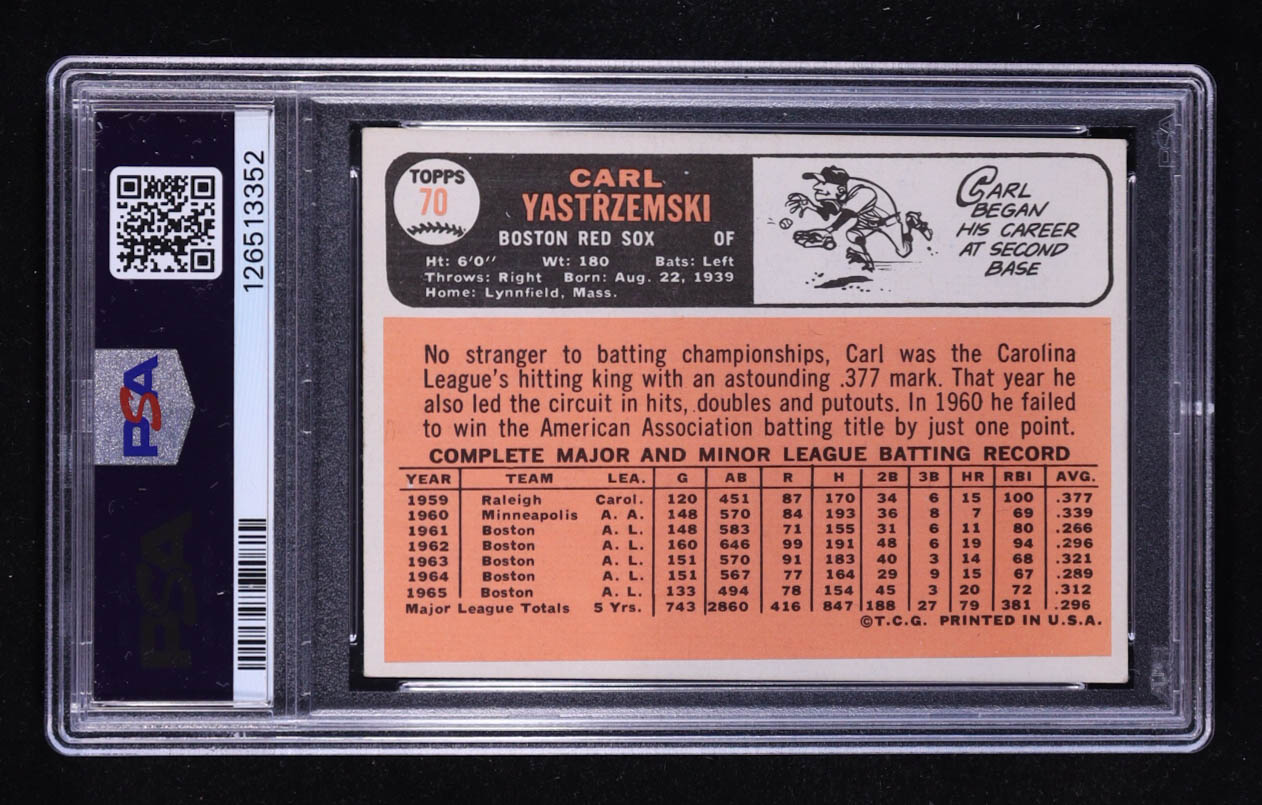 126513352
PSA
PSA
TOPPS
70
CARL
YASTRZEMSKI
BOSTON RED SOX OF
Ht: 6'0" Wt: 180 Bats: Left
Throws: Right Born: Aug. 22, 1939
Home: Lynnfield, Mass.
CARL
BEGAN
HIS CAREER
AT SECOND
BASE
No stranger to batting championships, Carl was the Carolina
League's hitting king with an astounding .377 mark. That year he
also led the circuit in hits, doubles and putouts. In 1960 he failed
to win the American Association batting title by just one point.
COMPLETE MAJOR AND MINOR LEAGUE BATTING RECORD
YEAR TEAM LEA. G AB R H 2B 3B HR RBI AVG.
1959 Raleigh Carol. 120 451 87 170 34 6 15 100 .377
1960 Minneapolis A. A. 148 570 84 193 36 8 7 69 .339
1961 Boston A. L. 148 583 71 155 31 6 11 80 .266
1962 Boston A. L. 160 646 99 191 48 6 19 94 .296
1963 Boston A. L. 151 570 91 183 40 3 14 68 .321
1964 Boston A. L. 151 567 77 164 29 9 15 67 .289
1965 Boston A. L. 133 494 78 154 45 3 20 72 .312
Major League Totals 5 Yrs. 743 2860 416 847 188 27 79 381 .296
©T.C.G. PRINTED IN U.S.A.